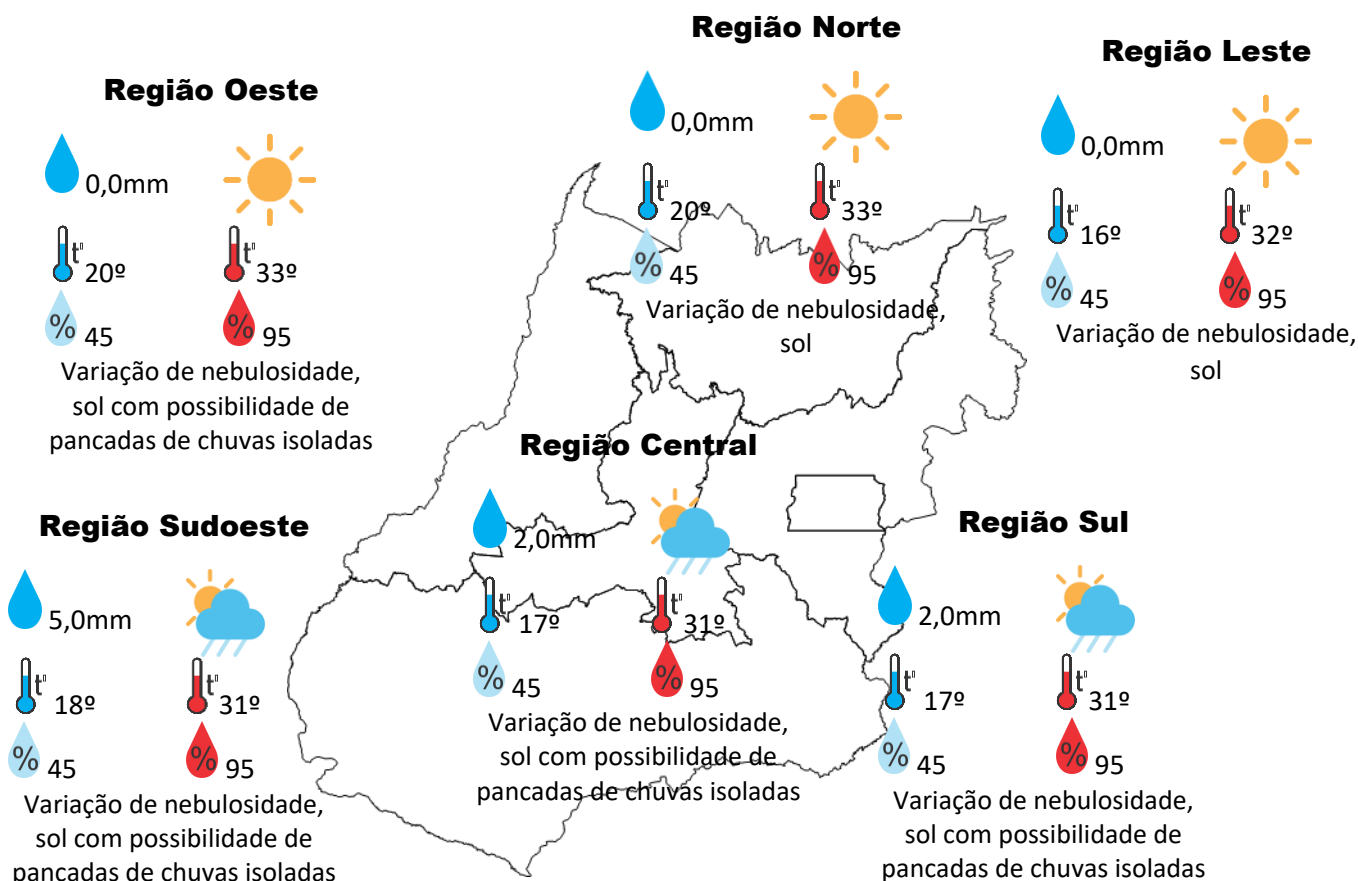 Região Norte
0,0mm
t°
20º
t°
33º
%
45
%
95
Variação de nebulosidade,
sol
Região Leste
0,0mm
t°
16º
t°
32º
%
45
%
95
Variação de nebulosidade,
sol
Região Oeste
0,0mm
t°
20º
t°
33º
%
45
%
95
Variação de nebulosidade,
sol com possibilidade de
pancadas de chuvas isoladas
Região Central
2,0mm
t°
17º
t°
31º
%
45
%
95
Variação de nebulosidade,
sol com possibilidade de
pancadas de chuvas isoladas
Região Sudoeste
5,0mm
t°
18º
t°
31º
%
45
%
95
Variação de nebulosidade,
sol com possibilidade de
pancadas de chuvas isoladas
Região Sul
2,0mm
t°
17º
t°
31º
%
45
%
95
Variação de nebulosidade,
sol com possibilidade de
pancadas de chuvas isoladas